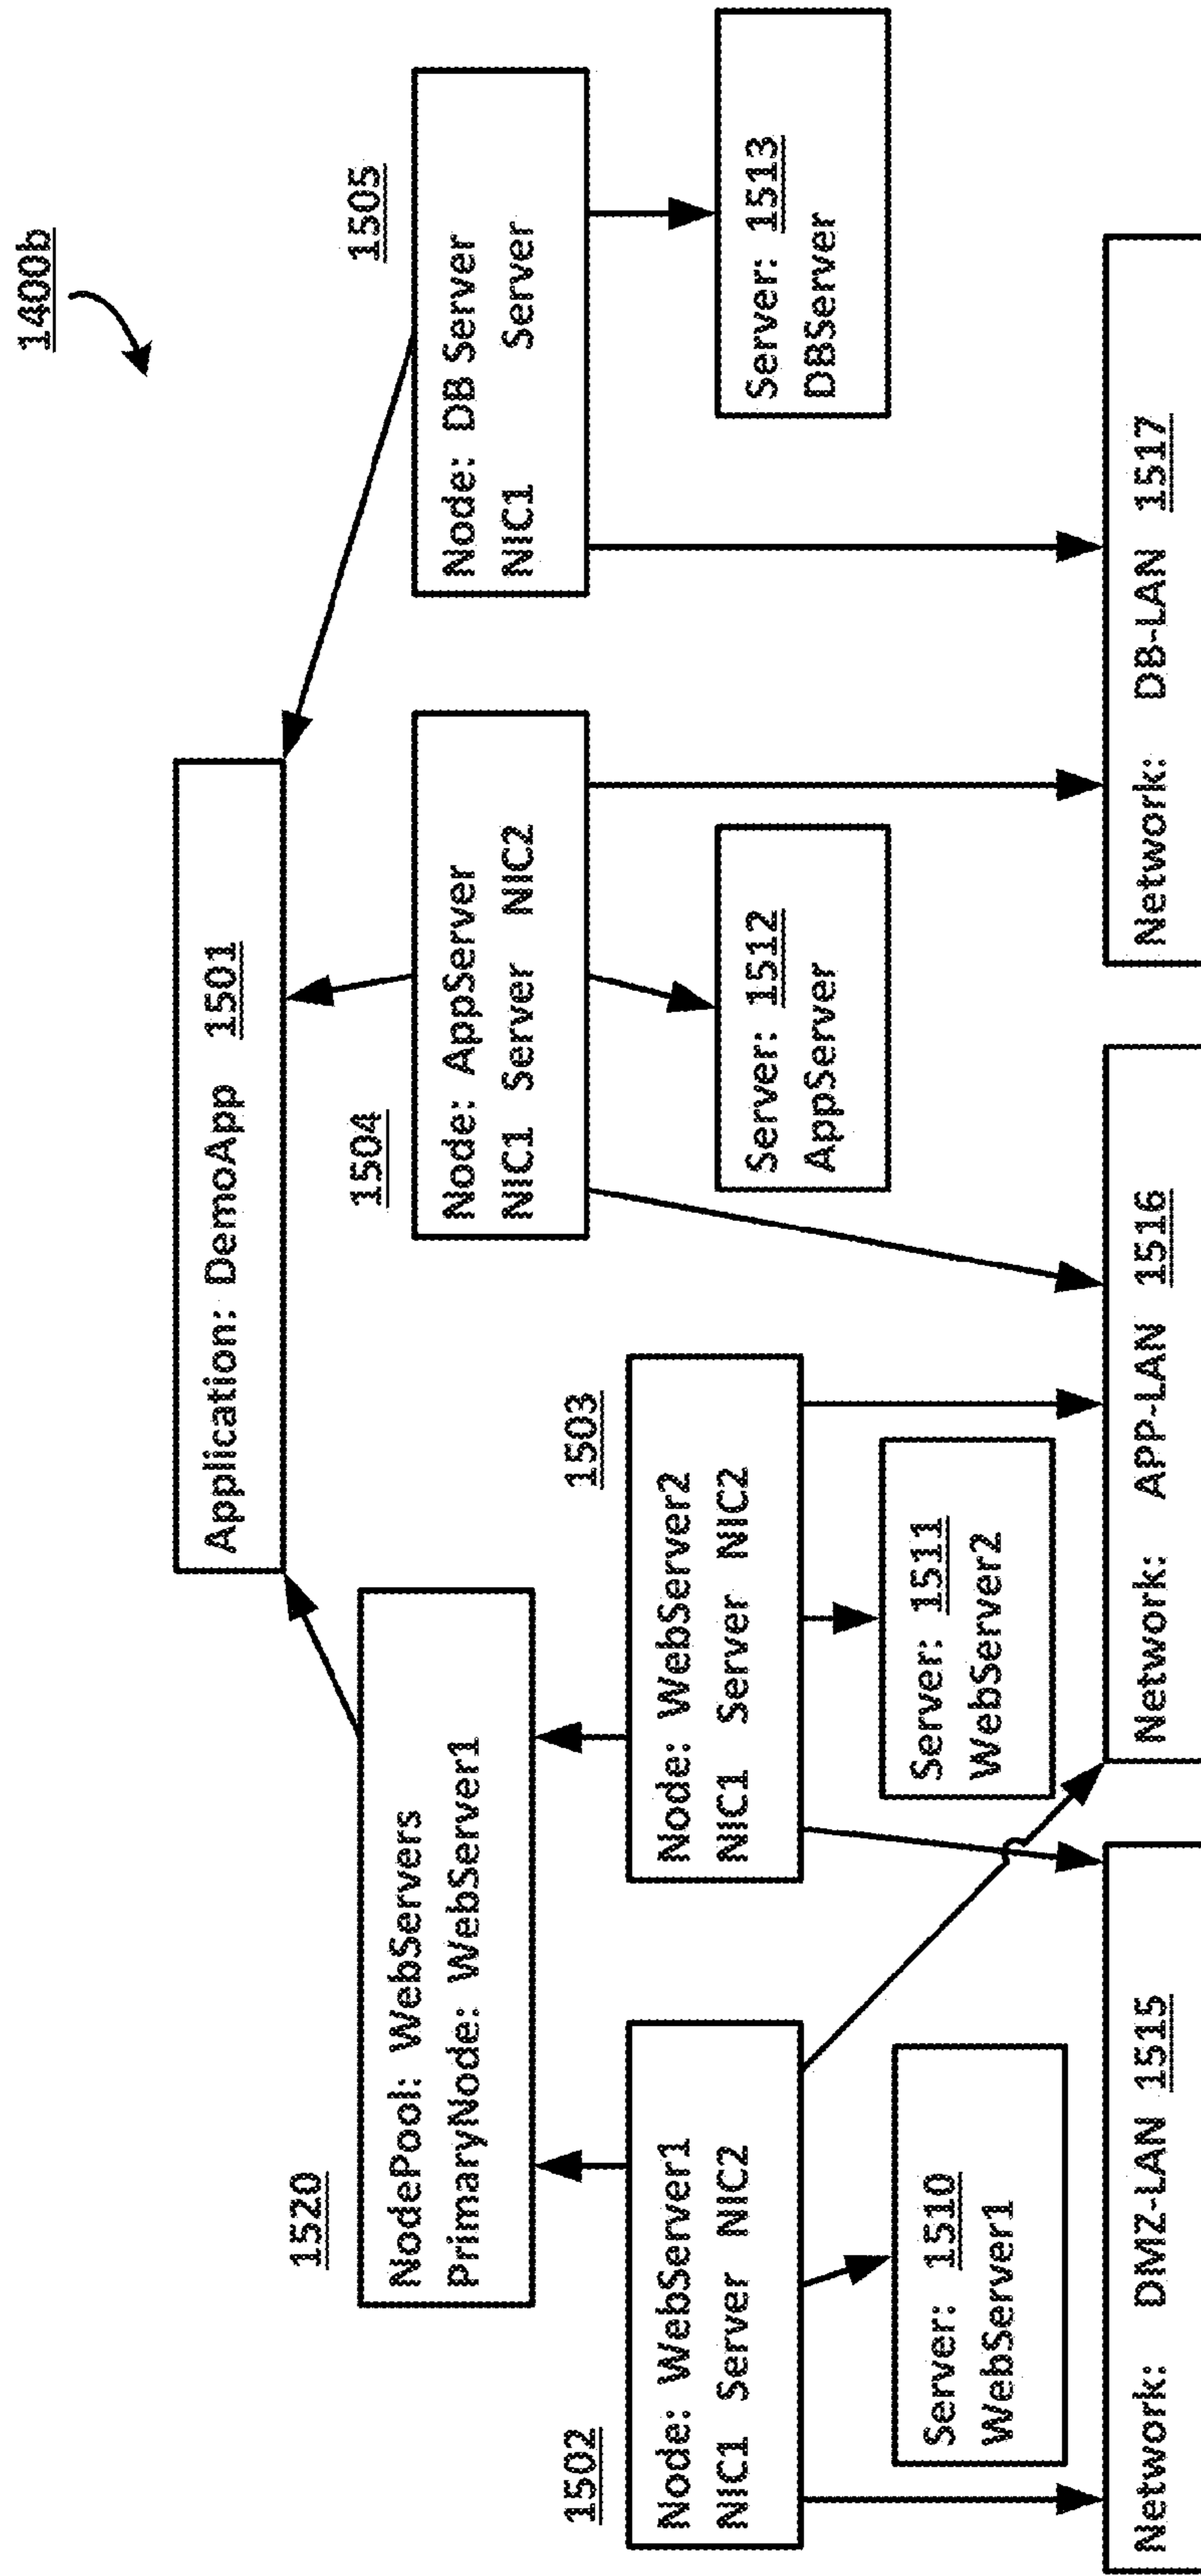 1400b
Application: DemoApp 1501
1520
NodePool: WebServers
PrimaryNode: WebServer1
1504
Node: AppServer
NIC1 Server NIC2
1505
Node: DB Server
NIC1 Server
1502
Node: WebServer1
NIC1 Server NIC2
1503
Node: WebServer2
NIC1 Server NIC2
Server: 1512
AppServer
Server: 1513
DBServer
Server: 1510
WebServer1
Server: 1511
WebServer2
Network: DMZ-LAN 1515
Network: APP-LAN 1516
Network: DB-LAN 1517